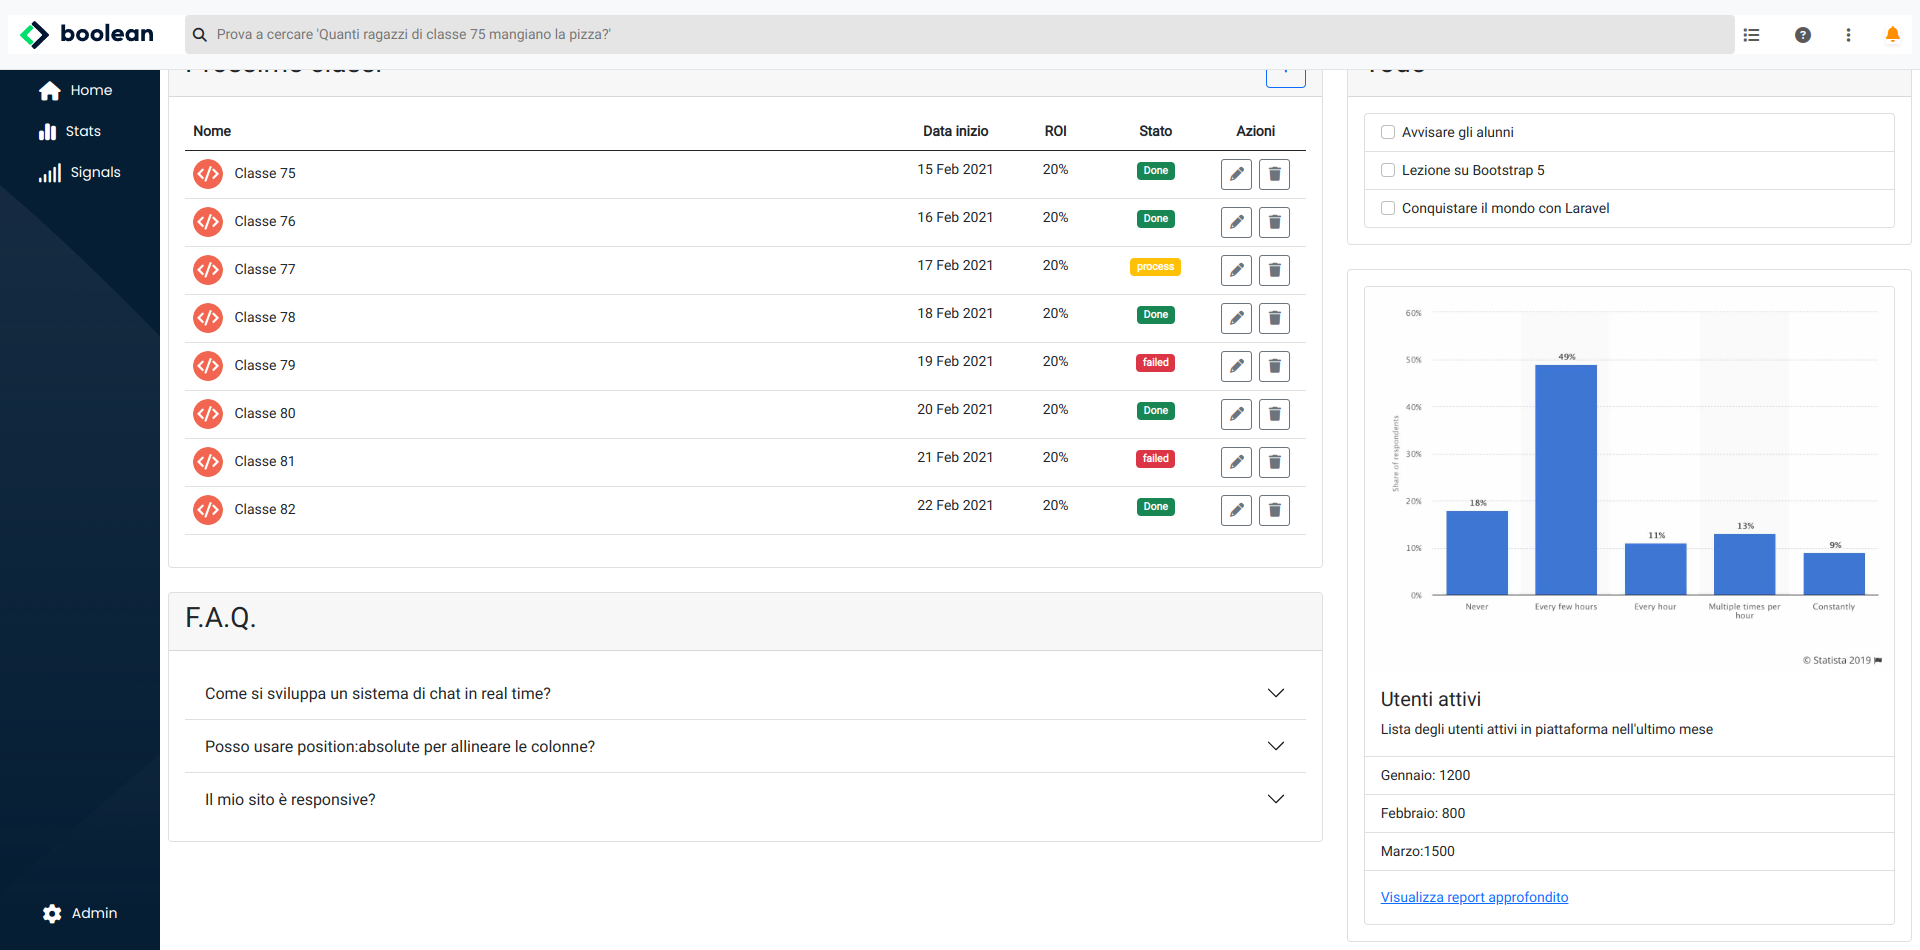 boolean
Prova a cercare 'Quanti ragazzi di classe 75 mangiano la pizza?'
Home
Stats
Signals
Admin
Nome Data inizio ROI Stato Azioni
Classe 75 15 Feb 2021 20% Done
Classe 76 16 Feb 2021 20% Done
Classe 77 17 Feb 2021 20% process
Classe 78 18 Feb 2021 20% Done
Classe 79 19 Feb 2021 20% failed
Classe 80 20 Feb 2021 20% Done
Classe 81 21 Feb 2021 20% failed
Classe 82 22 Feb 2021 20% Done
F.A.Q.
Come si sviluppa un sistema di chat in real time?
Posso usare position:absolute per allineare le colonne?
Il mio sito è responsive?
Avvisare gli alunni
Lezione su Bootstrap 5
Conquistare il mondo con Laravel
Share of respondents
60%
50%
40%
30%
20%
10%
0%
18%
49%
11%
13%
9%
Never
Every few hours
Every hour
Multiple times per
hour
Constantly
© Statista 2019
Utenti attivi
Lista degli utenti attivi in piattaforma nell'ultimo mese
Gennaio: 1200
Febbraio: 800
Marzo:1500
Visualizza report approfondito